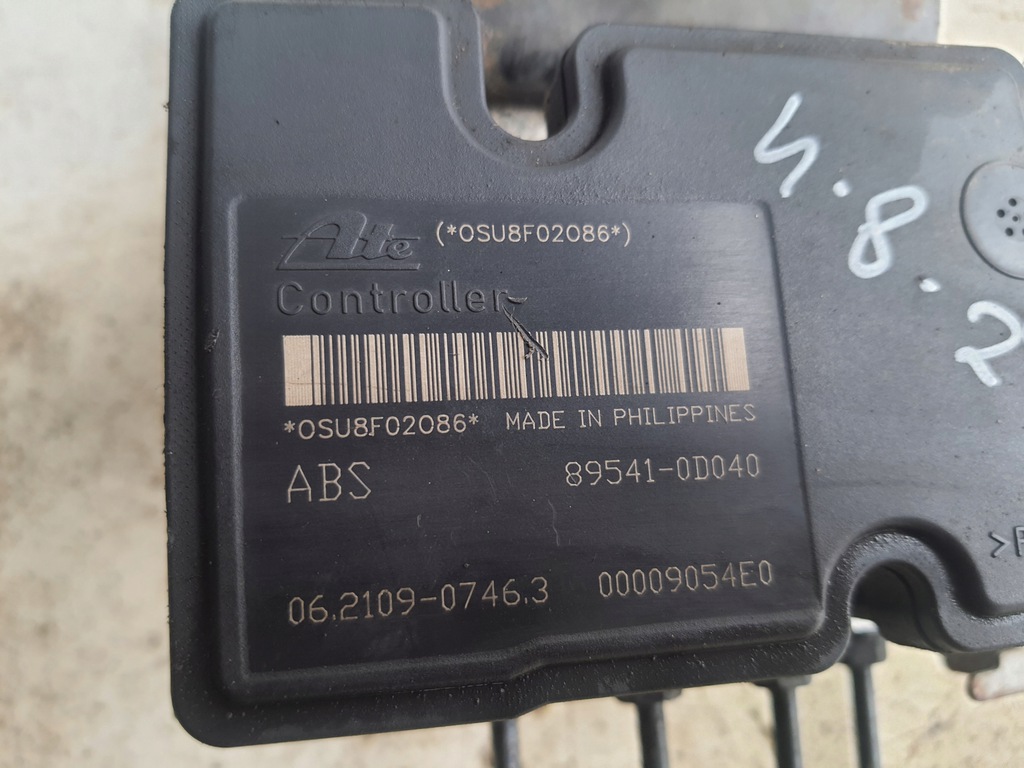 Ate (*OSU8F02086*)
Controller
*OSU8F02086* MADE IN PHILIPPINES
ABS 89541-0D040
06.2109-0746.3 00009054E0
4.8.2